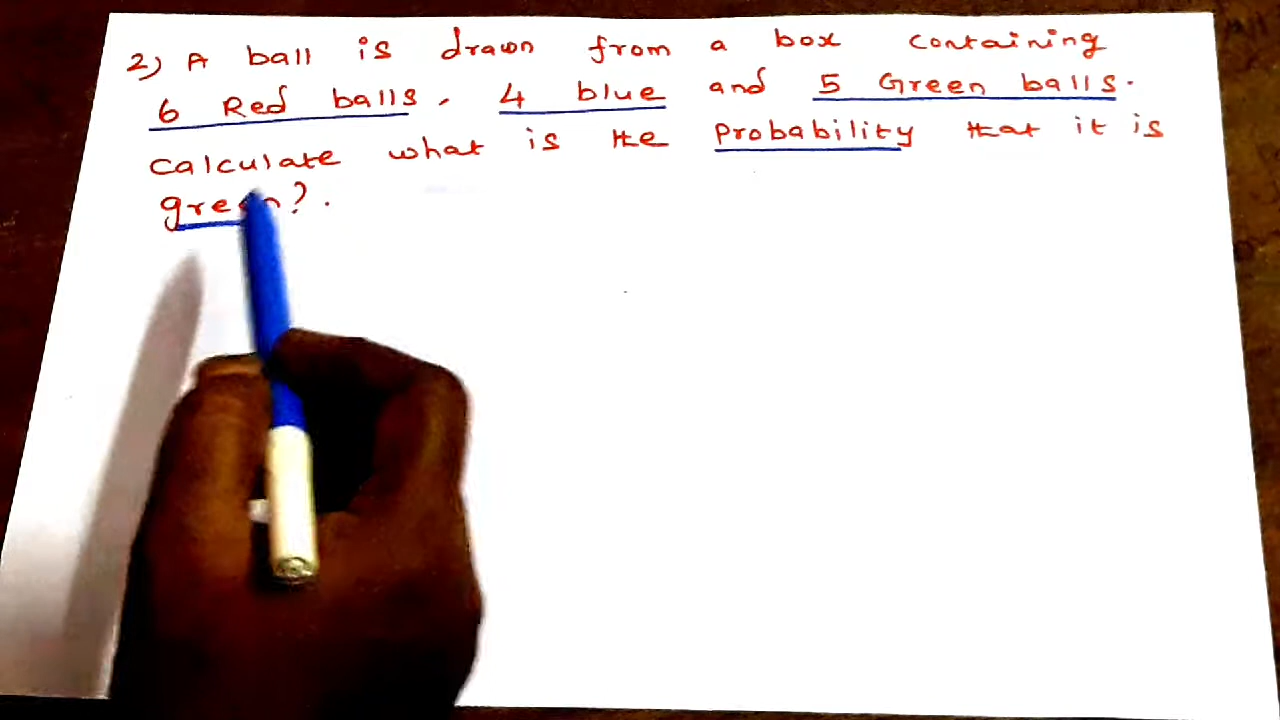 2) A ball is drawn from a box containing
6 Red balls, 4 blue and 5 Green balls.
Calculate what is the Probability that it is
green?.